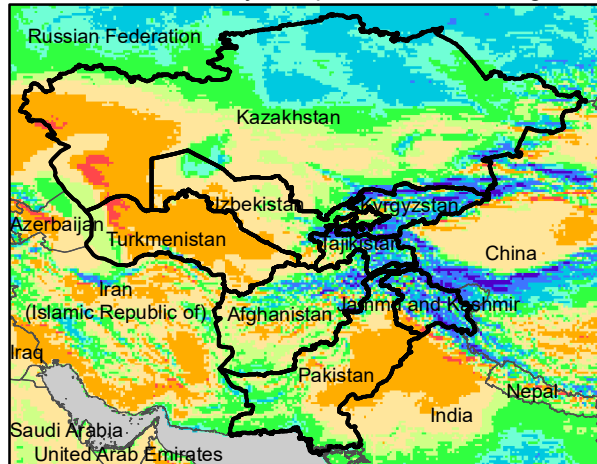 Russian Federation
Kazakhstan
Uzbekistan
Kyrgyzstan
Azerbaijan
Turkmenistan
Tajikistan
China
Iran
(Islamic Republic of)
Afghanistan
Jammu and Kashmir
Iraq
Pakistan
Nepal
India
Saudi Arabia
United Arab Emirates